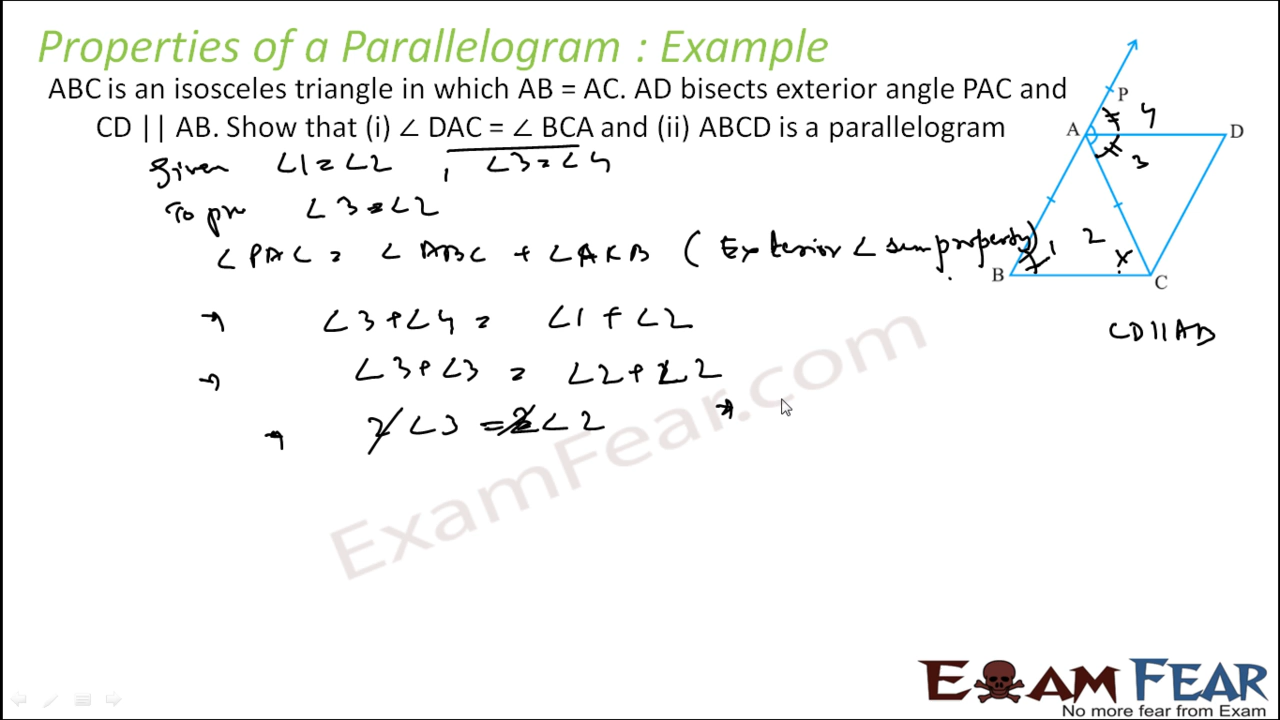 Properties of a Parallelogram : Example
ABC is an isosceles triangle in which AB = AC. AD bisects exterior angle PAC and
CD || AB. Show that (i) ∠ DAC = ∠ BCA and (ii) ABCD is a parallelogram
Given ∠1 = ∠2 , ∠3 = ∠4
To pr ∠3 = ∠2
∠PAC = ∠ABC + ∠ACB ( Exterior ∠ sum property)
→ ∠3 + ∠4 = ∠1 + ∠2
→ ∠3 + ∠3 = ∠2 + ∠2
→ 2∠3 = 2∠2 →
P
4
A
D
3
1
2
B
C
CD || AB
ExamFear.com
EXAM FEAR
No more fear from Exam